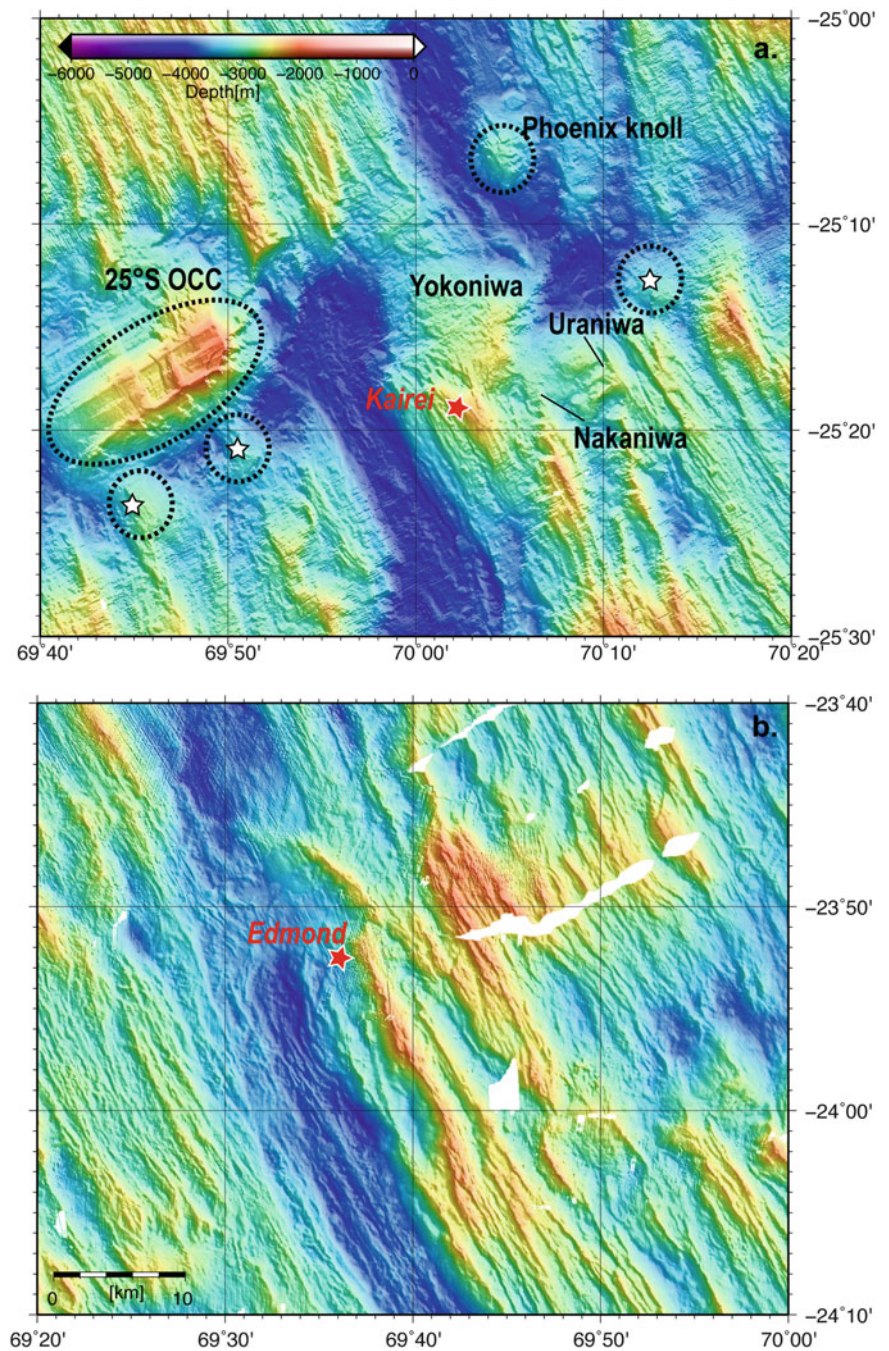 −25˚00'
a.
−6000 −5000 −4000 −3000 −2000 −1000 0
Depth[m]
Phoenix knoll
−25˚10'
25°S OCC
Yokoniwa
Uraniwa
Kairei
Nakaniwa
−25˚20'
−25˚30'
69˚40' 69˚50' 70˚00' 70˚10' 70˚20'
−23˚40'
b.
−23˚50'
Edmond
−24˚00'
0 [km] 10
−24˚10'
69˚20' 69˚30' 69˚40' 69˚50' 70˚00'